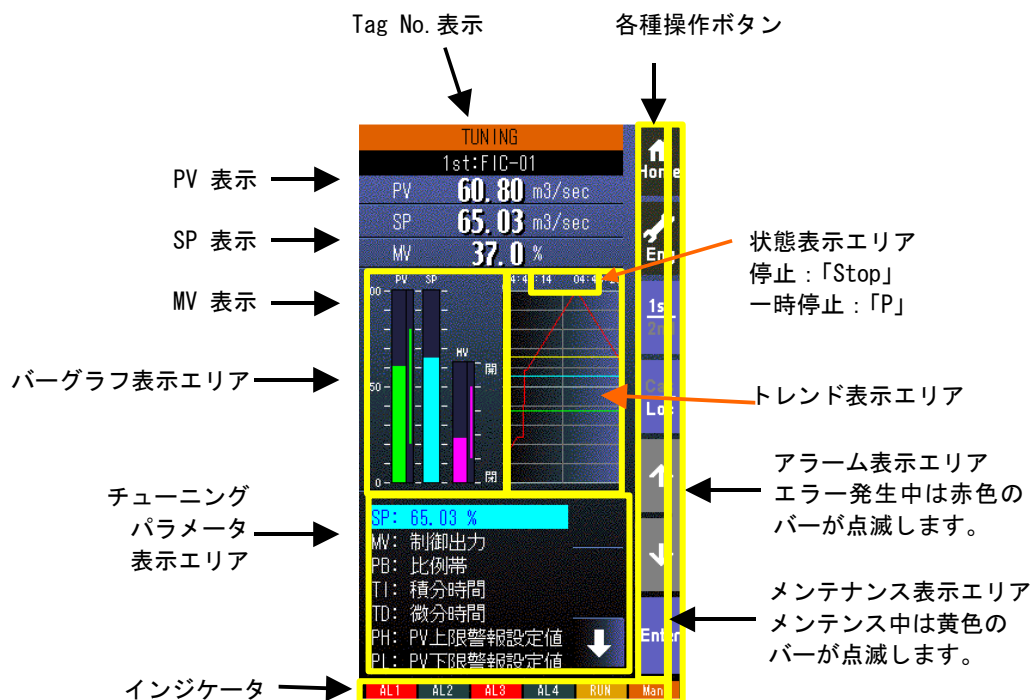 Tag No.表示
各種操作ボタン
TUNING
1st:FIC-01
PV 60.80 m3/sec
SP 65.03 m3/sec
MV 37.0 %
PV 表示
SP 表示
MV 表示
バーグラフ表示エリア
チューニング
パラメータ
表示エリア
インジケータ
PV SP
MV
開
50
0
閉
SP: 65.03 %
MV: 制御出力
PB: 比例帯
TI: 積分時間
TD: 微分時間
PH: PV上限警報設定値
PL: PV下限警報設定値
AL1 AL2 AL3 AL4 RUN Man
Home
1st
2nd
Loc
Enter
状態表示エリア
停止:「Stop」
一時停止:「P」
トレンド表示エリア
アラーム表示エリア
エラー発生中は赤色の
バーが点滅します。
メンテナンス表示エリア
メンテンス中は黄色の
バーが点滅します。